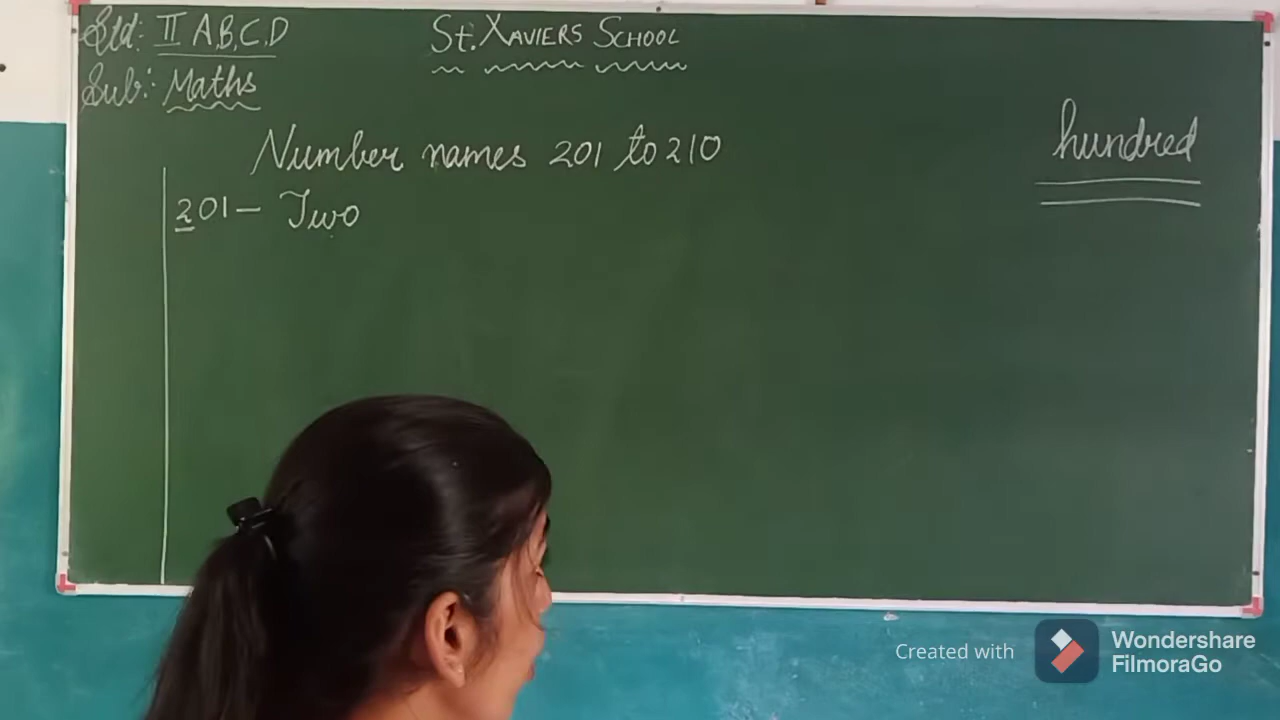 Std: II A,B,C,D
St. XAVIERS SCHOOL
Sub: Maths
Number names 201 to 210
hundred
201 - Two
Created with
Wondershare
FilmoraGo